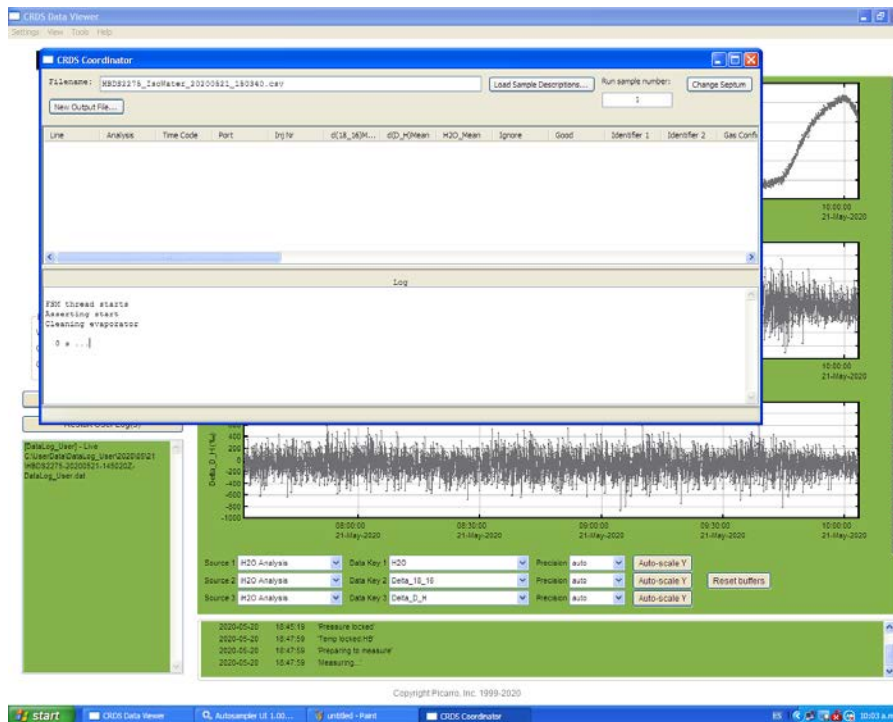 CRDS Data Viewer
Settings View Tools Help
CRDS Coordinator
Filename: HBDS2275_IsoWater_20200521_150340.csv Load Sample Descriptions... Run sample number: 1 Change Septum
New Output File...
Line Analysis Time Code Port Inj Nr d(18_16)M... d(D_H)Mean H2O_Mean Ignore Good Identifier 1 Identifier 2 Gas Confi
Log
FSM thread starts
Asserting start
Cleaning evaporator
0 s ...
10:00:00
21-May-2020
10:00:00
21-May-2020
Restart User Log(s)
[DataLog_User] - Live
C:\UserData\DataLog_User\2020\05\21
\HBDS2275-20200521-145020Z-
DataLog_User.dat
Delta_D_H (‰)
400
200
0
-200
-400
-600
-800
-1000
08:00:00 08:30:00 09:00:00 09:30:00 10:00:00
21-May-2020 21-May-2020 21-May-2020 21-May-2020 21-May-2020
Source 1 H2O Analysis Data Key 1 H2O Precision auto Auto-scale Y
Source 2 H2O Analysis Data Key 2 Delta_18_16 Precision auto Auto-scale Y Reset buffers
Source 3 H2O Analysis Data Key 3 Delta_D_H Precision auto Auto-scale Y
2020-05-20 18:45:19 'Pressure locked'
2020-05-20 18:47:59 'Temp locked:HB'
2020-05-20 18:47:59 'Preparing to measure'
2020-05-20 18:47:59 'Measuring...'
Copyright Picarro, Inc. 1999-2020
start CRDS Data Viewer Autosampler UI 1.00... untitled - Paint CRDS Coordinator ES 10:03 a.m.